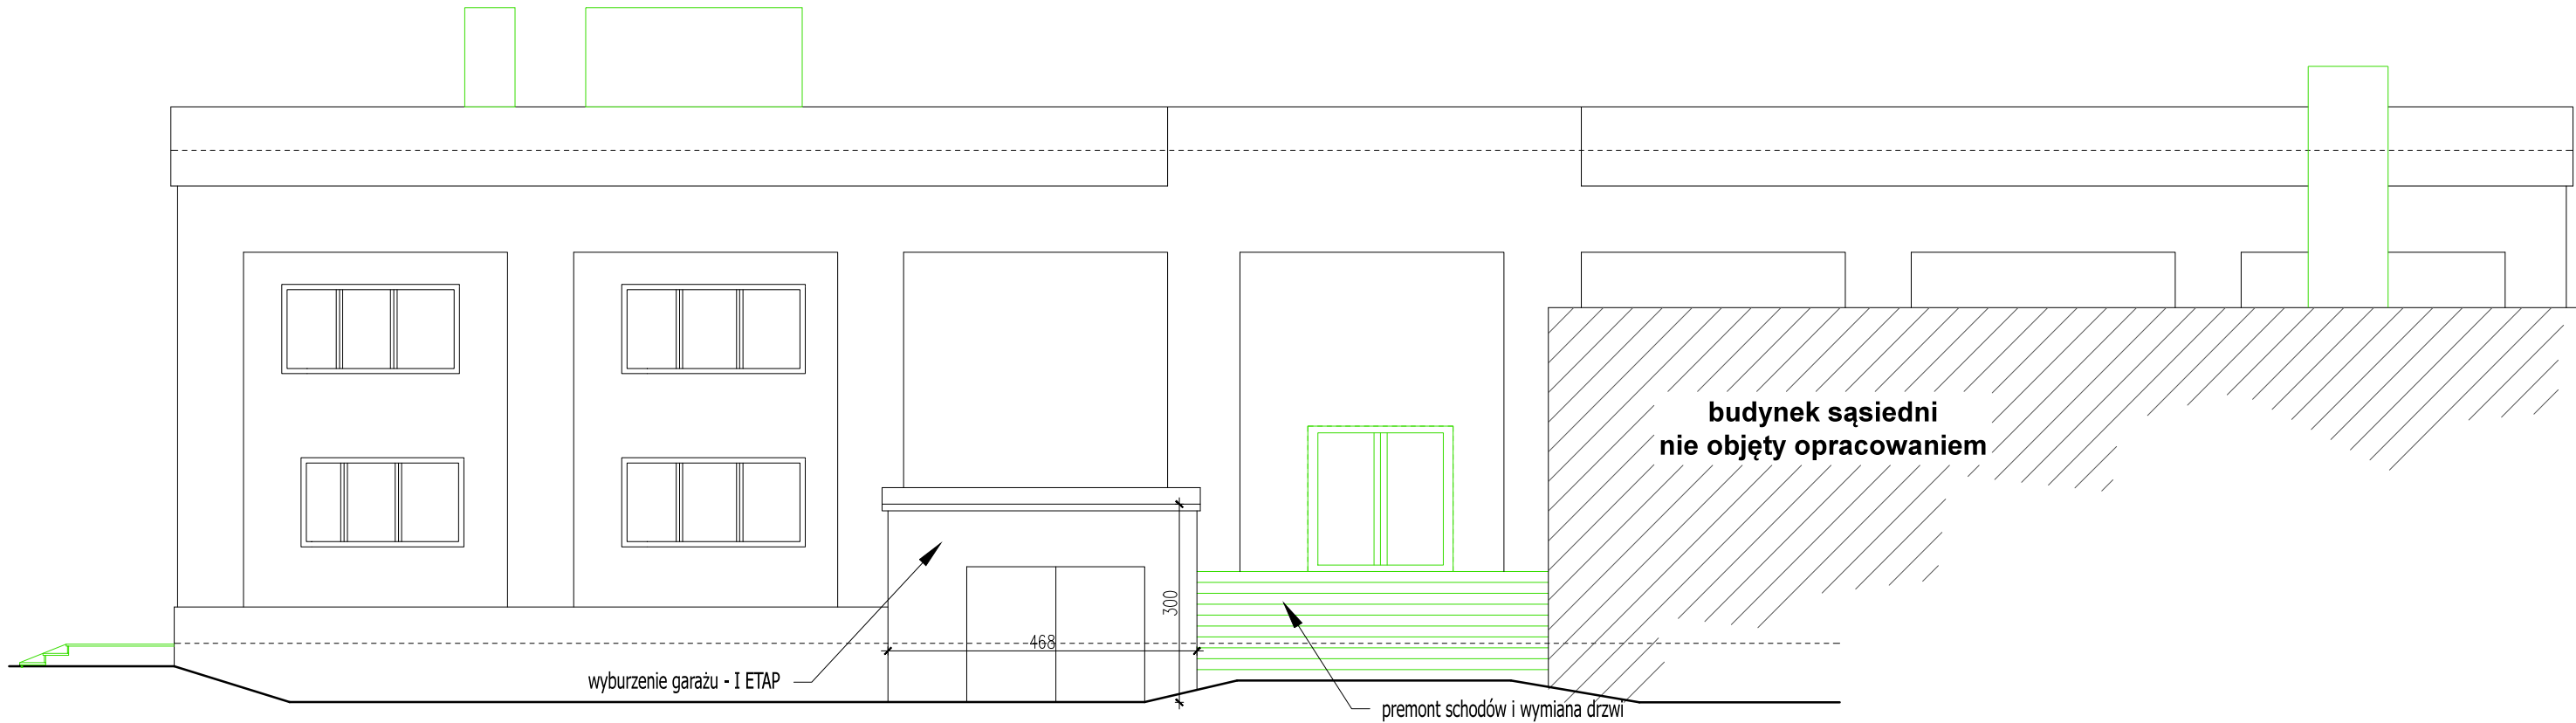 budynek sąsiedni
nie objęty opracowaniem
300
468
wyburzenie garażu - I ETAP
premont schodów i wymiana drzwi